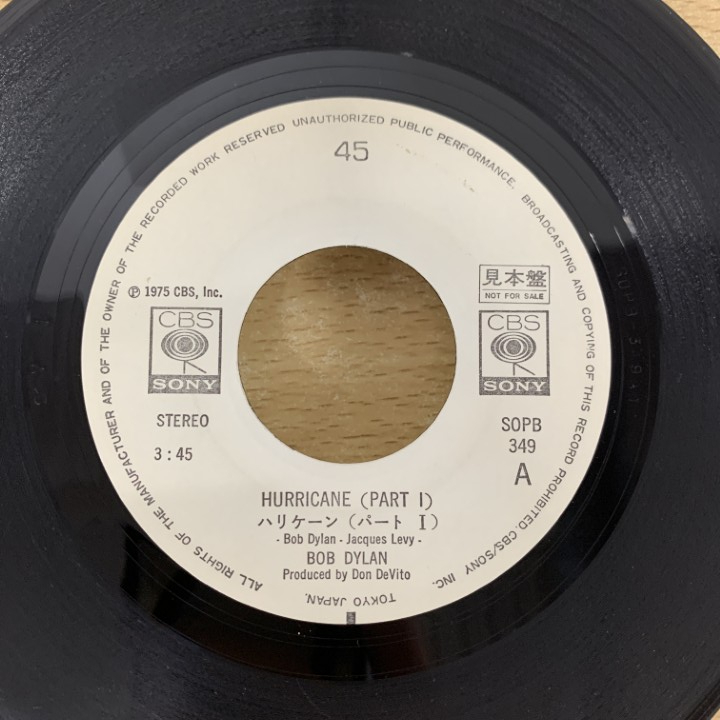 ALL RIGHTS OF THE MANUFACTURER AND OF THE OWNER OF THE RECORDED WORK RESERVED UNAUTHORIZED PUBLIC PERFORMANCE, BROADCASTING AND COPYING OF THIS RECORD PROHIBITED. CBS/SONY INC.
TOKYO JAPAN.
45
℗ 1975 CBS, Inc.
見本盤
NOT FOR SALE
CBS
SONY
CBS
SONY
STEREO
3:45
SOPB
349
A
HURRICANE (PART I)
ハリケーン (パート I)
- Bob Dylan - Jacques Levy -
BOB DYLAN
Produced by Don DeVito